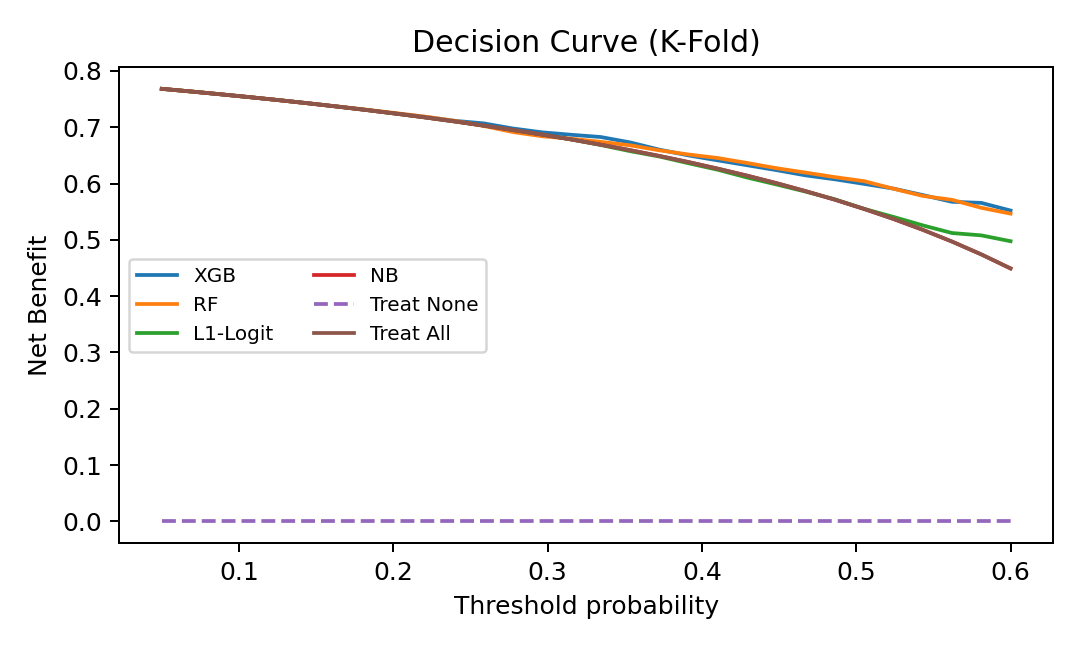 Decision Curve (K-Fold)
Net Benefit
0.8
0.7
0.6
0.5
0.4
0.3
0.2
0.1
0.0
XGB
RF
L1-Logit
NB
Treat None
Treat All
0.1 0.2 0.3 0.4 0.5 0.6
Threshold probability